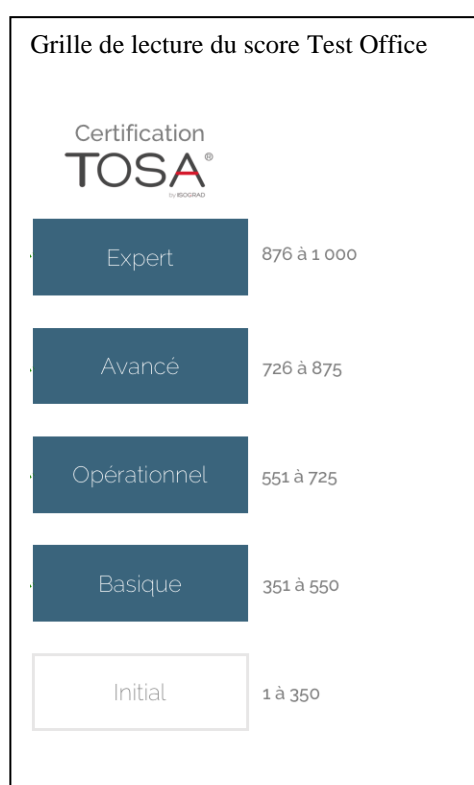 Grille de lecture du score Test Office
Certification
TOSA®
by ISOGRAD
Expert 876 à 1 000
Avancé 726 à 875
Opérationnel 551 à 725
Basique 351 à 550
Initial 1 à 350